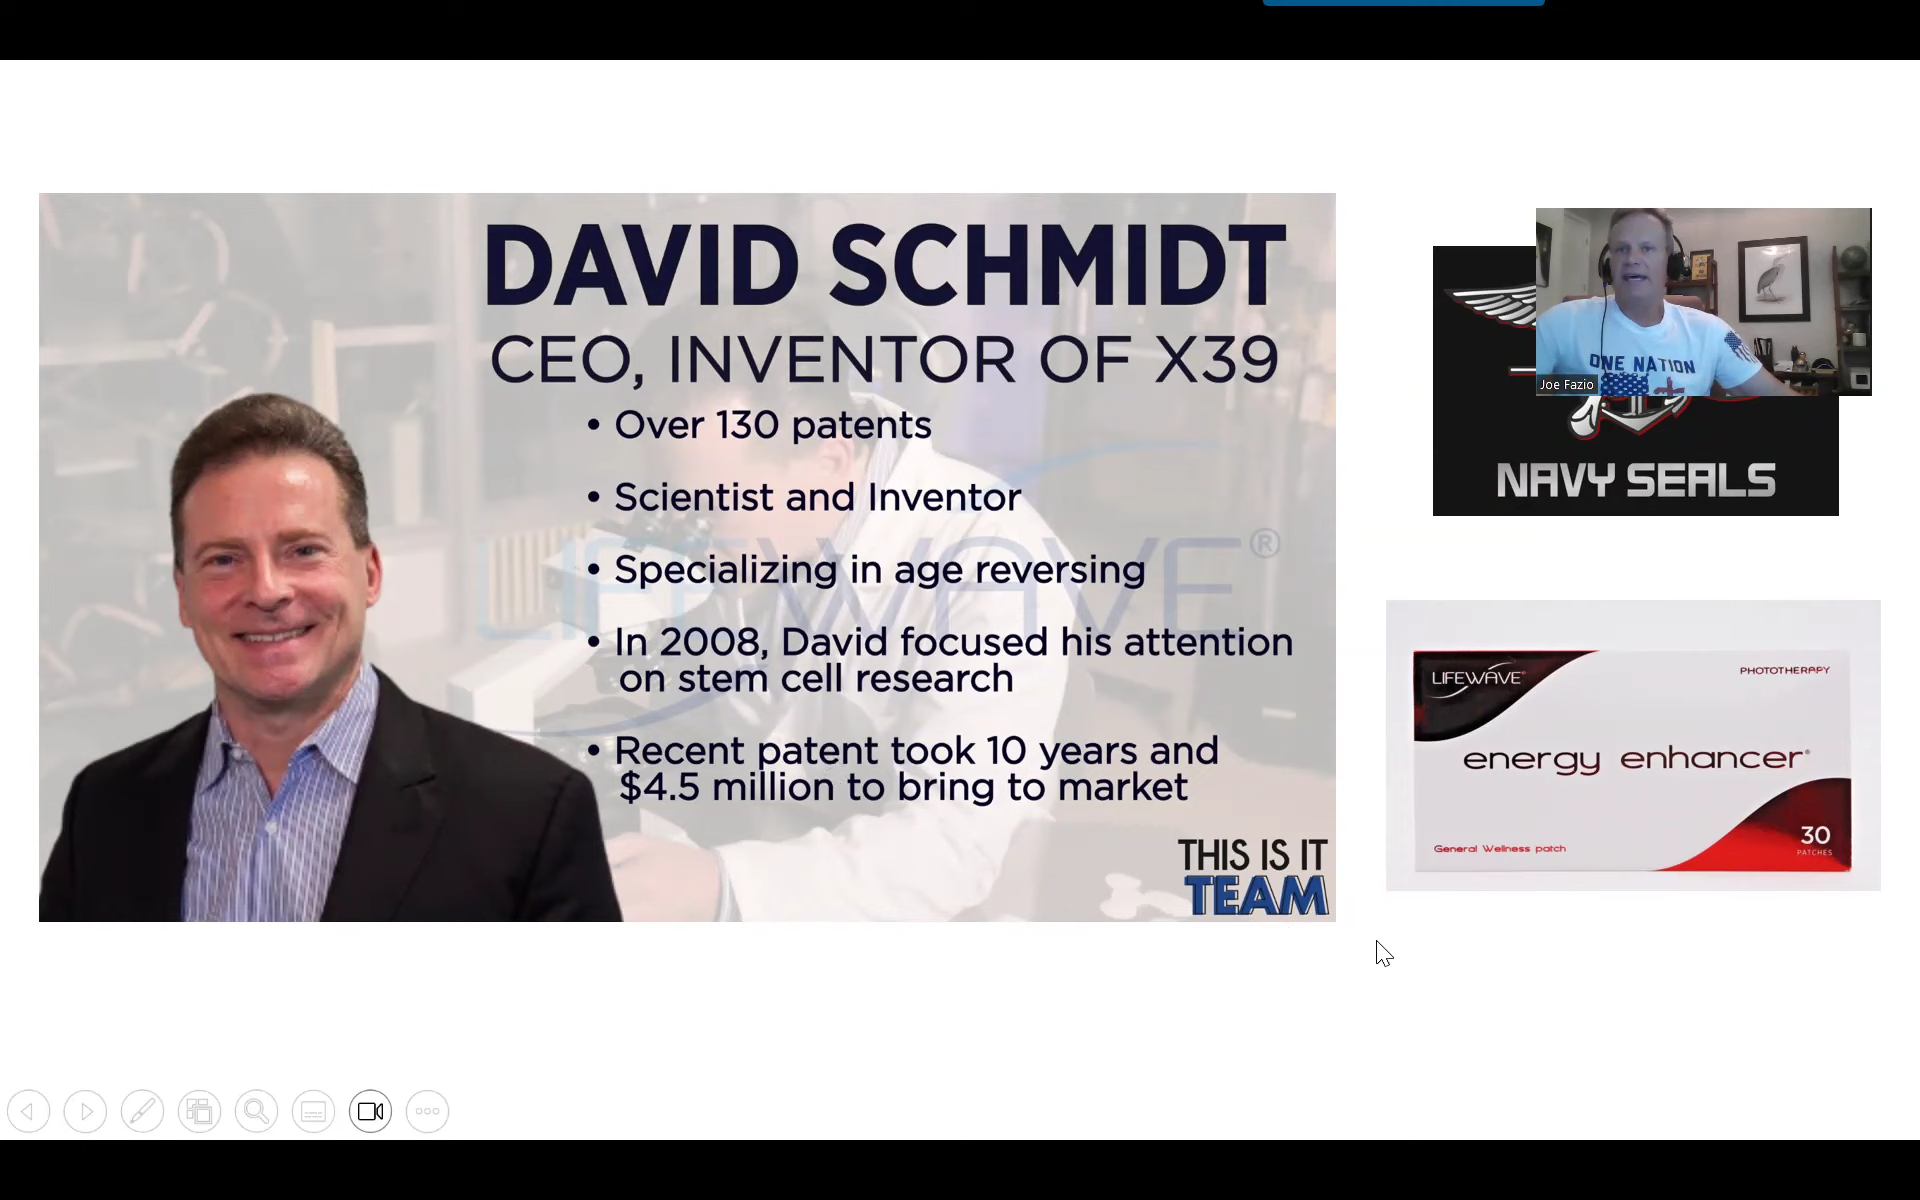 DAVID SCHMIDT
CEO, INVENTOR OF X39
• Over 130 patents
• Scientist and Inventor
• Specializing in age reversing
• In 2008, David focused his attention
on stem cell research
• Recent patent took 10 years and
$4.5 million to bring to market
LIFEWAVE®
THIS IS IT
TEAM
ONE NATION
Joe Fazio
NAVY SEALS
LIFEWAVE®
PHOTOTHERAPY
energy enhancer®
General Wellness patch
30
PATCHES